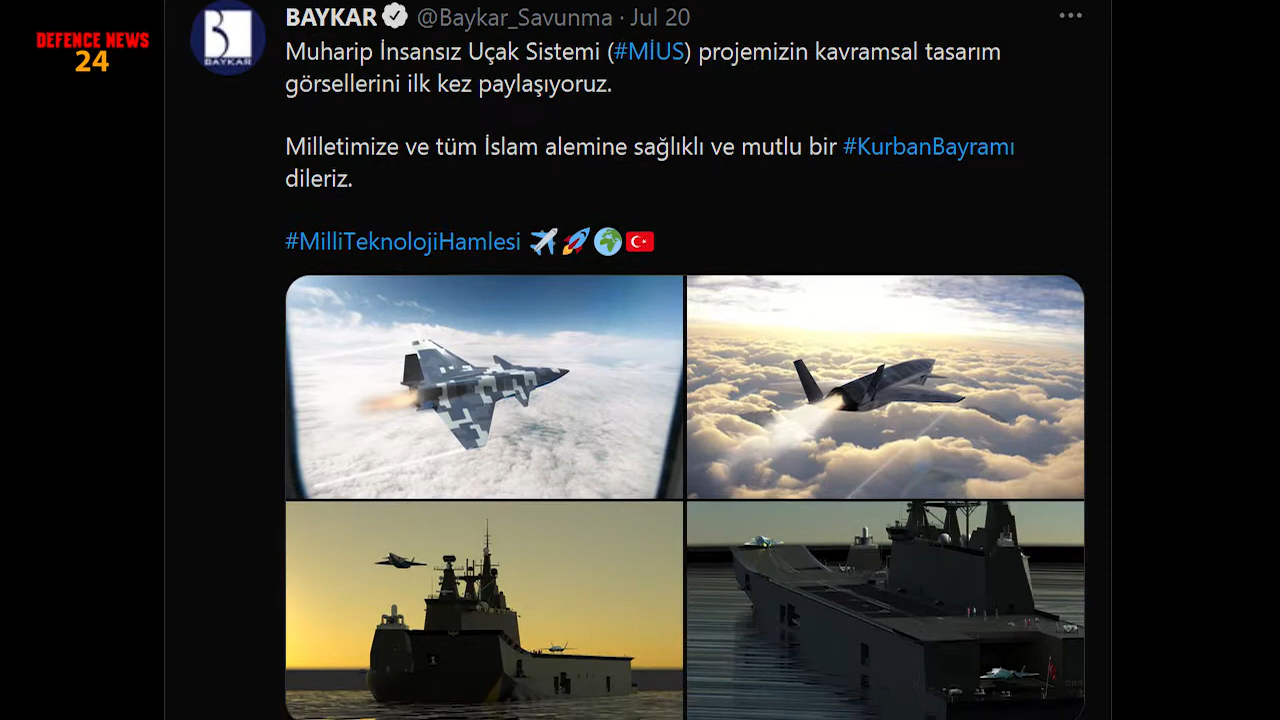 DEFENCE NEWS
24
BAYKAR
BAYKAR @Baykar_Savunma · Jul 20
Muharip İnsansız Uçak Sistemi (#MİUS) projemizin kavramsal tasarım
görsellerini ilk kez paylaşıyoruz.
Milletimize ve tüm İslam alemine sağlıklı ve mutlu bir #KurbanBayramı
dileriz.
#MilliTeknolojiHamlesi